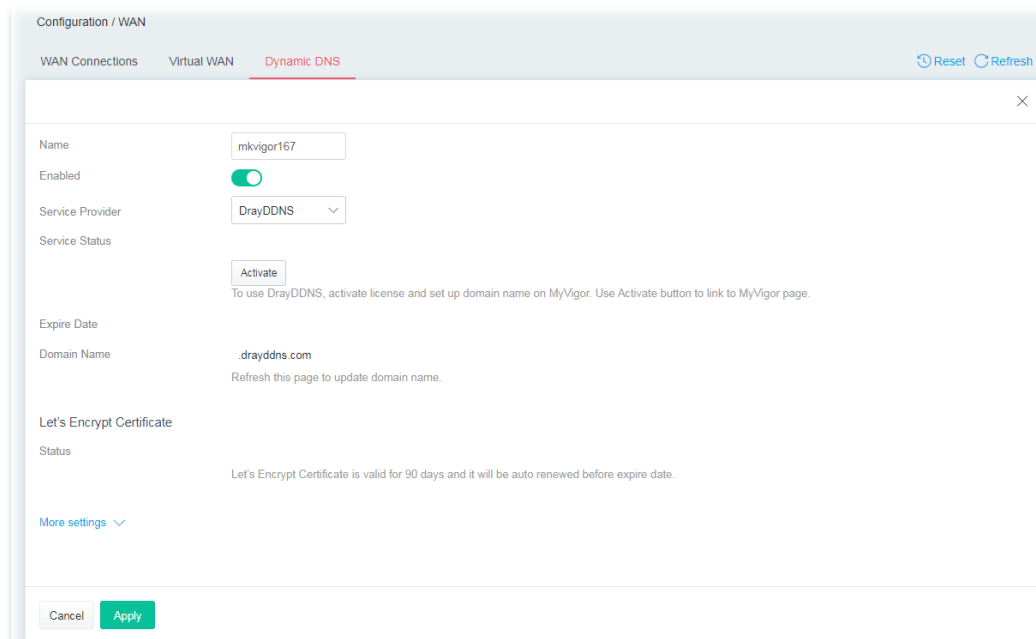 Configuration / WAN
WAN Connections Virtual WAN Dynamic DNS Reset Refresh
Name mkvigor167
Enabled
Service Provider DrayDDNS
Service Status
Activate
To use DrayDDNS, activate license and set up domain name on MyVigor. Use Activate button to link to MyVigor page.
Expire Date
Domain Name .drayddns.com
Refresh this page to update domain name.
Let's Encrypt Certificate
Status
Let's Encrypt Certificate is valid for 90 days and it will be auto renewed before expire date.
More settings
Cancel Apply